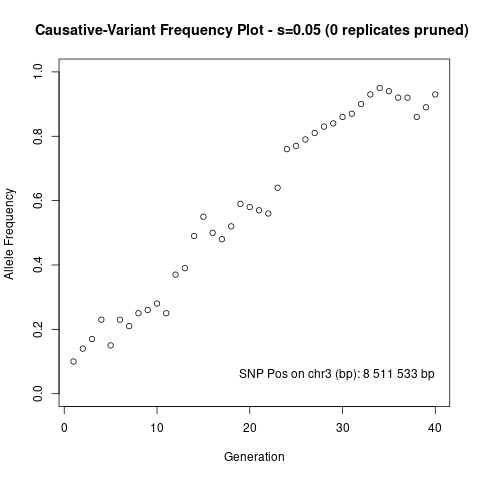 Causative-Variant Frequency Plot - s=0.05 (0 replicates pruned)
Allele Frequency
1.0
0.8
0.6
0.4
0.2
0.0
SNP Pos on chr3 (bp): 8 511 533 bp
0 10 20 30 40
Generation